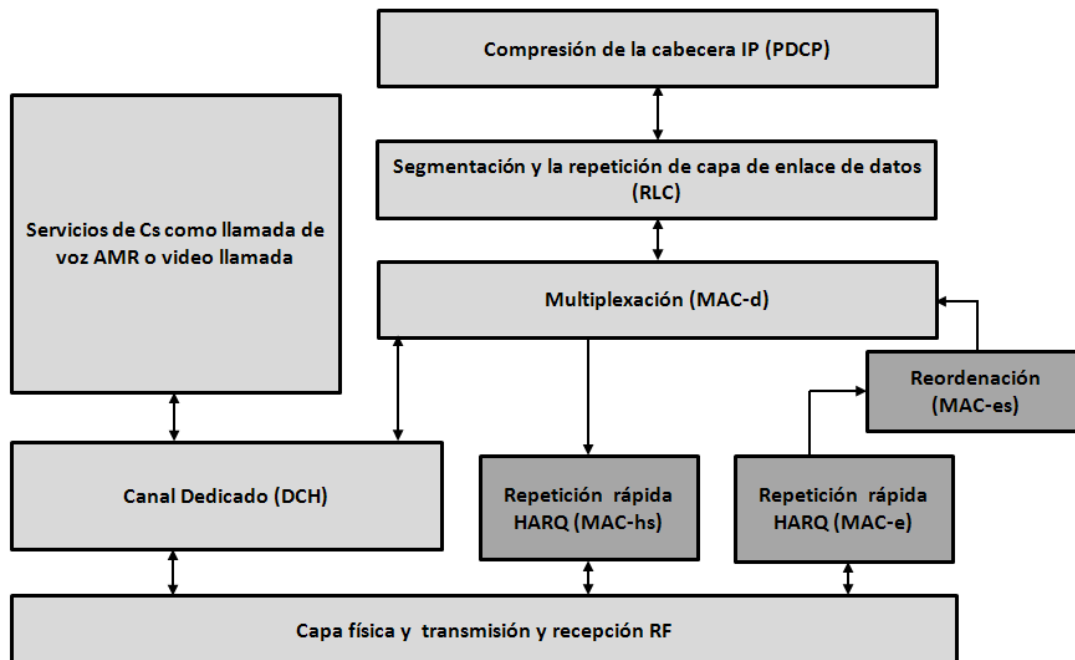 Compresión de la cabecera IP (PDCP)
Segmentación y la repetición de capa de enlace de datos
(RLC)
Servicios de Cs como llamada de
voz AMR o video llamada
Multiplexación (MAC-d)
Reordenación
(MAC-es)
Canal Dedicado (DCH)
Repetición rápida
HARQ (MAC-hs)
Repetición rápida
HARQ (MAC-e)
Capa física y transmisión y recepción RF